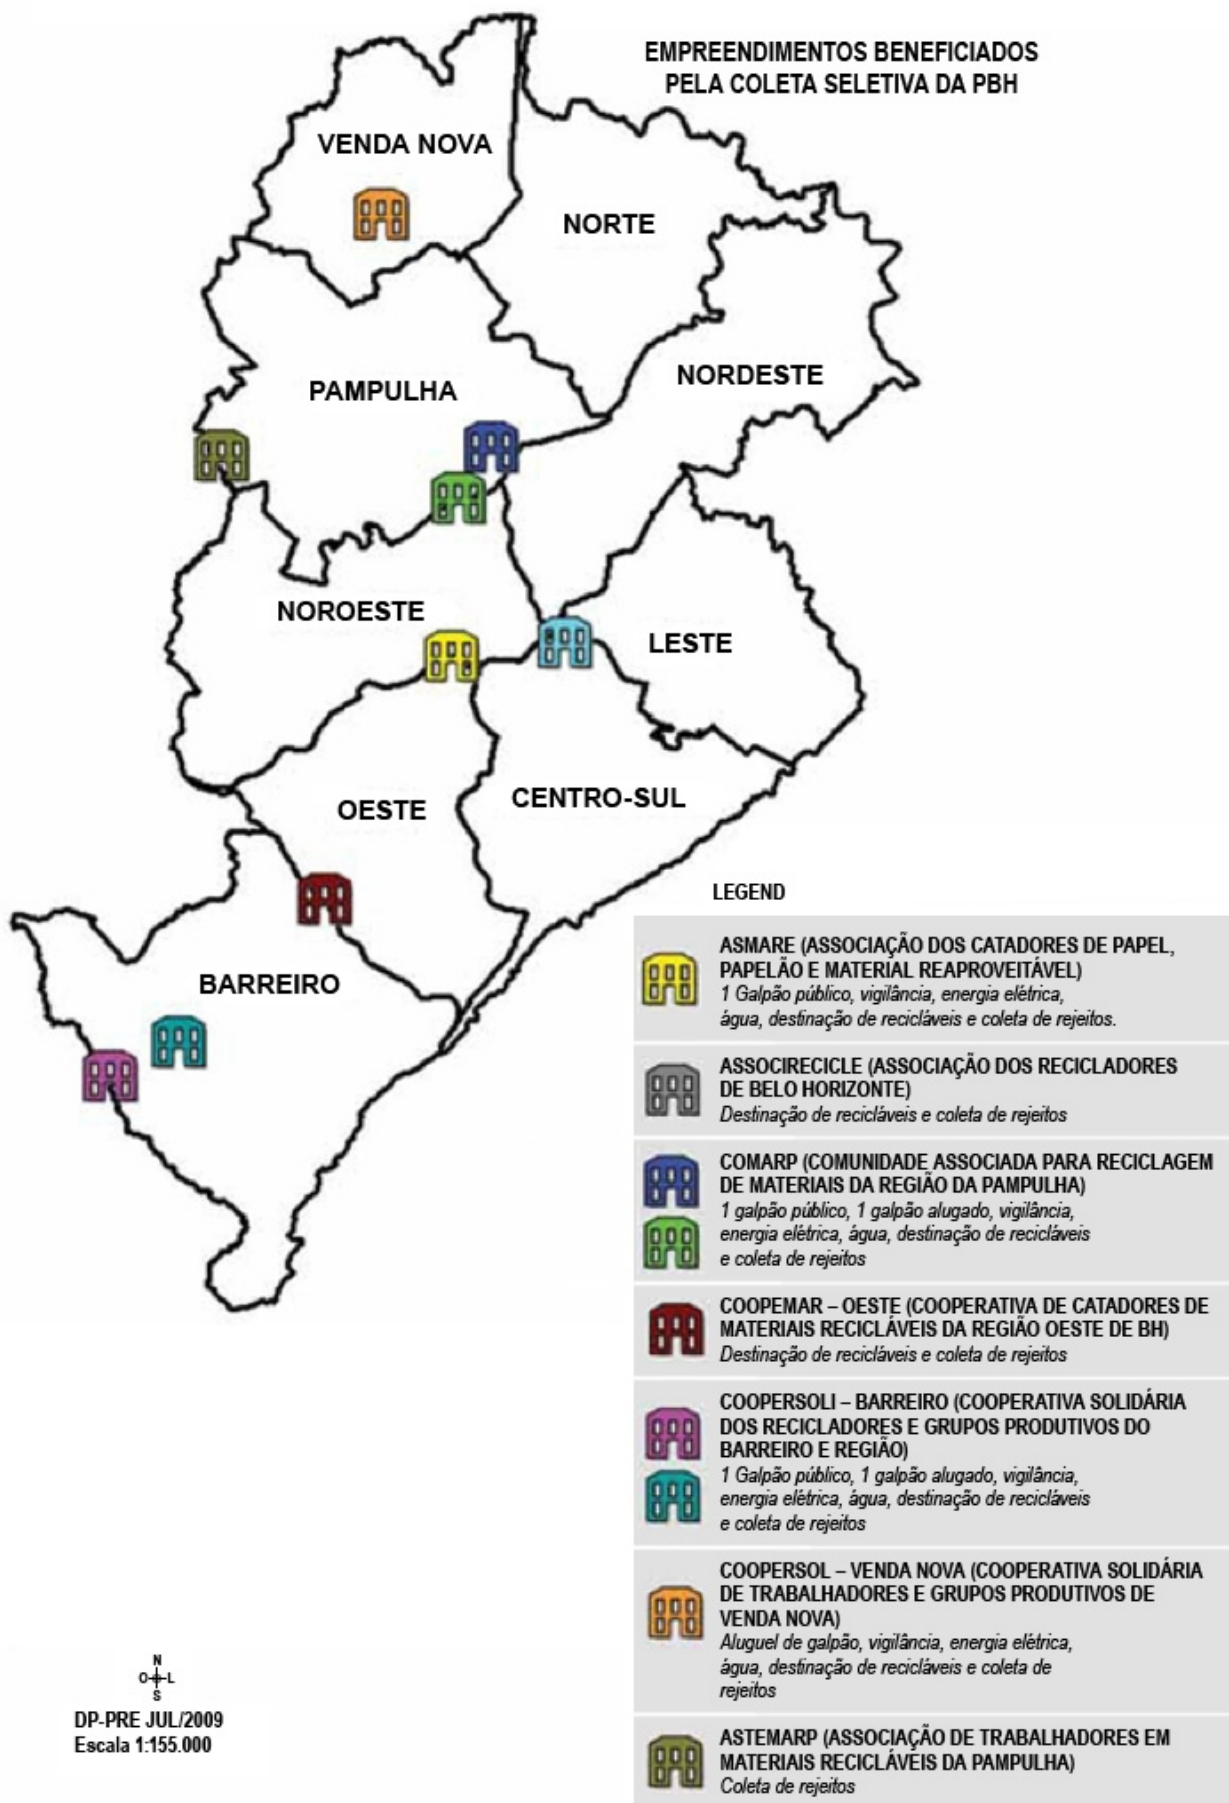 EMPREENDIMENTOS BENEFICIADOS
PELA COLETA SELETIVA DA PBH
VENDA NOVA
NORTE
NORDESTE
PAMPULHA
NOROESTE
LESTE
OESTE
CENTRO-SUL
BARREIRO
LEGEND
ASMARE (ASSOCIAÇÃO DOS CATADORES DE PAPEL,
PAPELÃO E MATERIAL REAPROVEITÁVEL)
1 Galpão público, vigilância, energia elétrica,
água, destinação de recicláveis e coleta de rejeitos.
ASSOCIRECICLE (ASSOCIAÇÃO DOS RECICLADORES
DE BELO HORIZONTE)
Destinação de recicláveis e coleta de rejeitos
COMARP (COMUNIDADE ASSOCIADA PARA RECICLAGEM
DE MATERIAIS DA REGIÃO DA PAMPULHA)
1 galpão público, 1 galpão alugado, vigilância,
energia elétrica, água, destinação de recicláveis
e coleta de rejeitos
COOPEMAR – OESTE (COOPERATIVA DE CATADORES DE
MATERIAIS RECICLÁVEIS DA REGIÃO OESTE DE BH)
Destinação de recicláveis e coleta de rejeitos
COOPERSOLI – BARREIRO (COOPERATIVA SOLIDÁRIA
DOS RECICLADORES E GRUPOS PRODUTIVOS DO
BARREIRO E REGIÃO)
1 Galpão público, 1 galpão alugado, vigilância,
energia elétrica, água, destinação de recicláveis
e coleta de rejeitos
COOPERSOL – VENDA NOVA (COOPERATIVA SOLIDÁRIA
DE TRABALHADORES E GRUPOS PRODUTIVOS DE
VENDA NOVA)
Aluguel de galpão, vigilância, energia elétrica,
água, destinação de recicláveis e coleta de
rejeitos
ASTEMARP (ASSOCIAÇÃO DE TRABALHADORES EM
MATERIAIS RECICLÁVEIS DA PAMPULHA)
Coleta de rejeitos
N
O L
S
DP-PRE JUL/2009
Escala 1:155.000